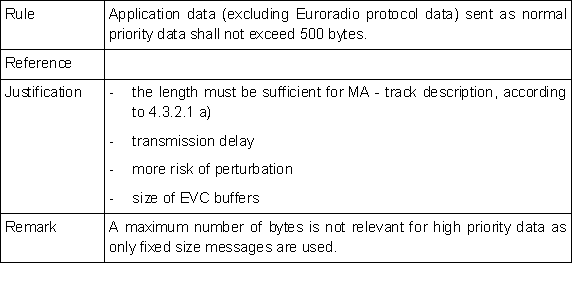 Rule
Application data (excluding Euroradio protocol data) sent as normal
priority data shall not exceed 500 bytes.
Reference
Justification
- the length must be sufficient for MA - track description, according
to 4.3.2.1 a)
- transmission delay
- more risk of perturbation
- size of EVC buffers
Remark
A maximum number of bytes is not relevant for high priority data as
only fixed size messages are used.